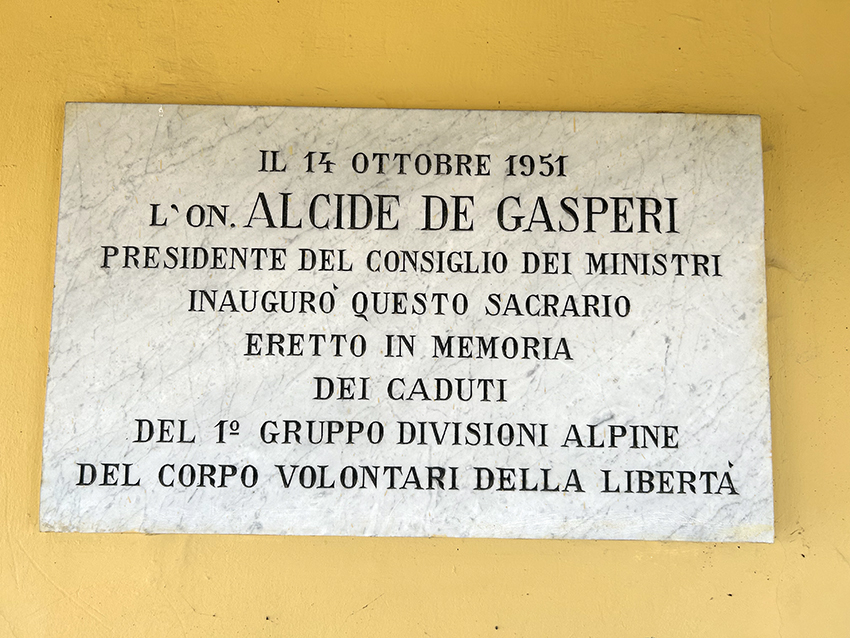 IL 14 OTTOBRE 1951
L'ON. ALCIDE DE GASPERI
PRESIDENTE DEL CONSIGLIO DEI MINISTRI
INAUGURO' QUESTO SACRARIO
ERETTO IN MEMORIA
DEI CADUTI
DEL 1º GRUPPO DIVISIONI ALPINE
DEL CORPO VOLONTARI DELLA LIBERTÀ